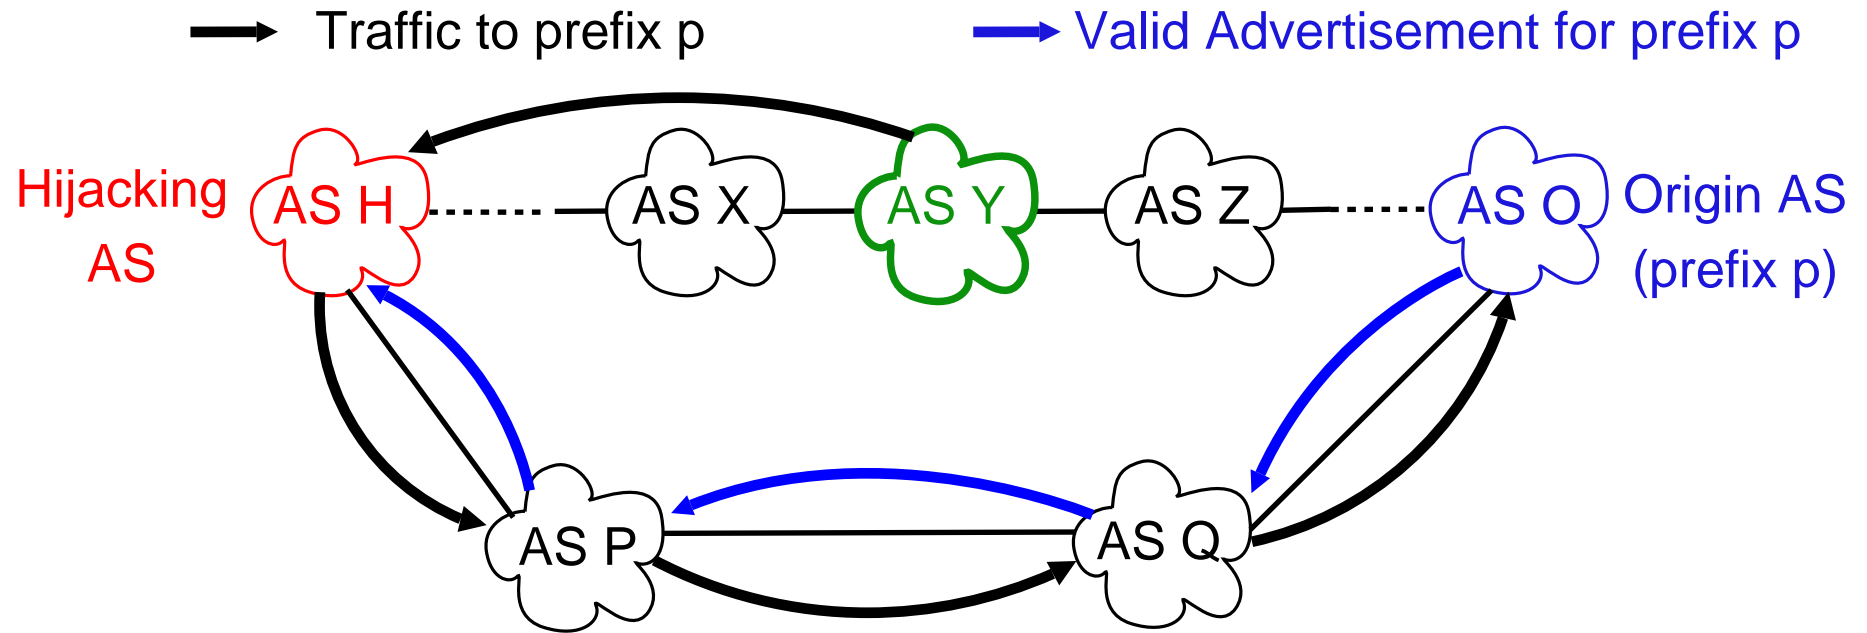 Traffic to prefix p
Valid Advertisement for prefix p
Hijacking
AS
AS H
AS X
AS Y
AS Z
AS O
Origin AS
(prefix p)
AS P
AS Q